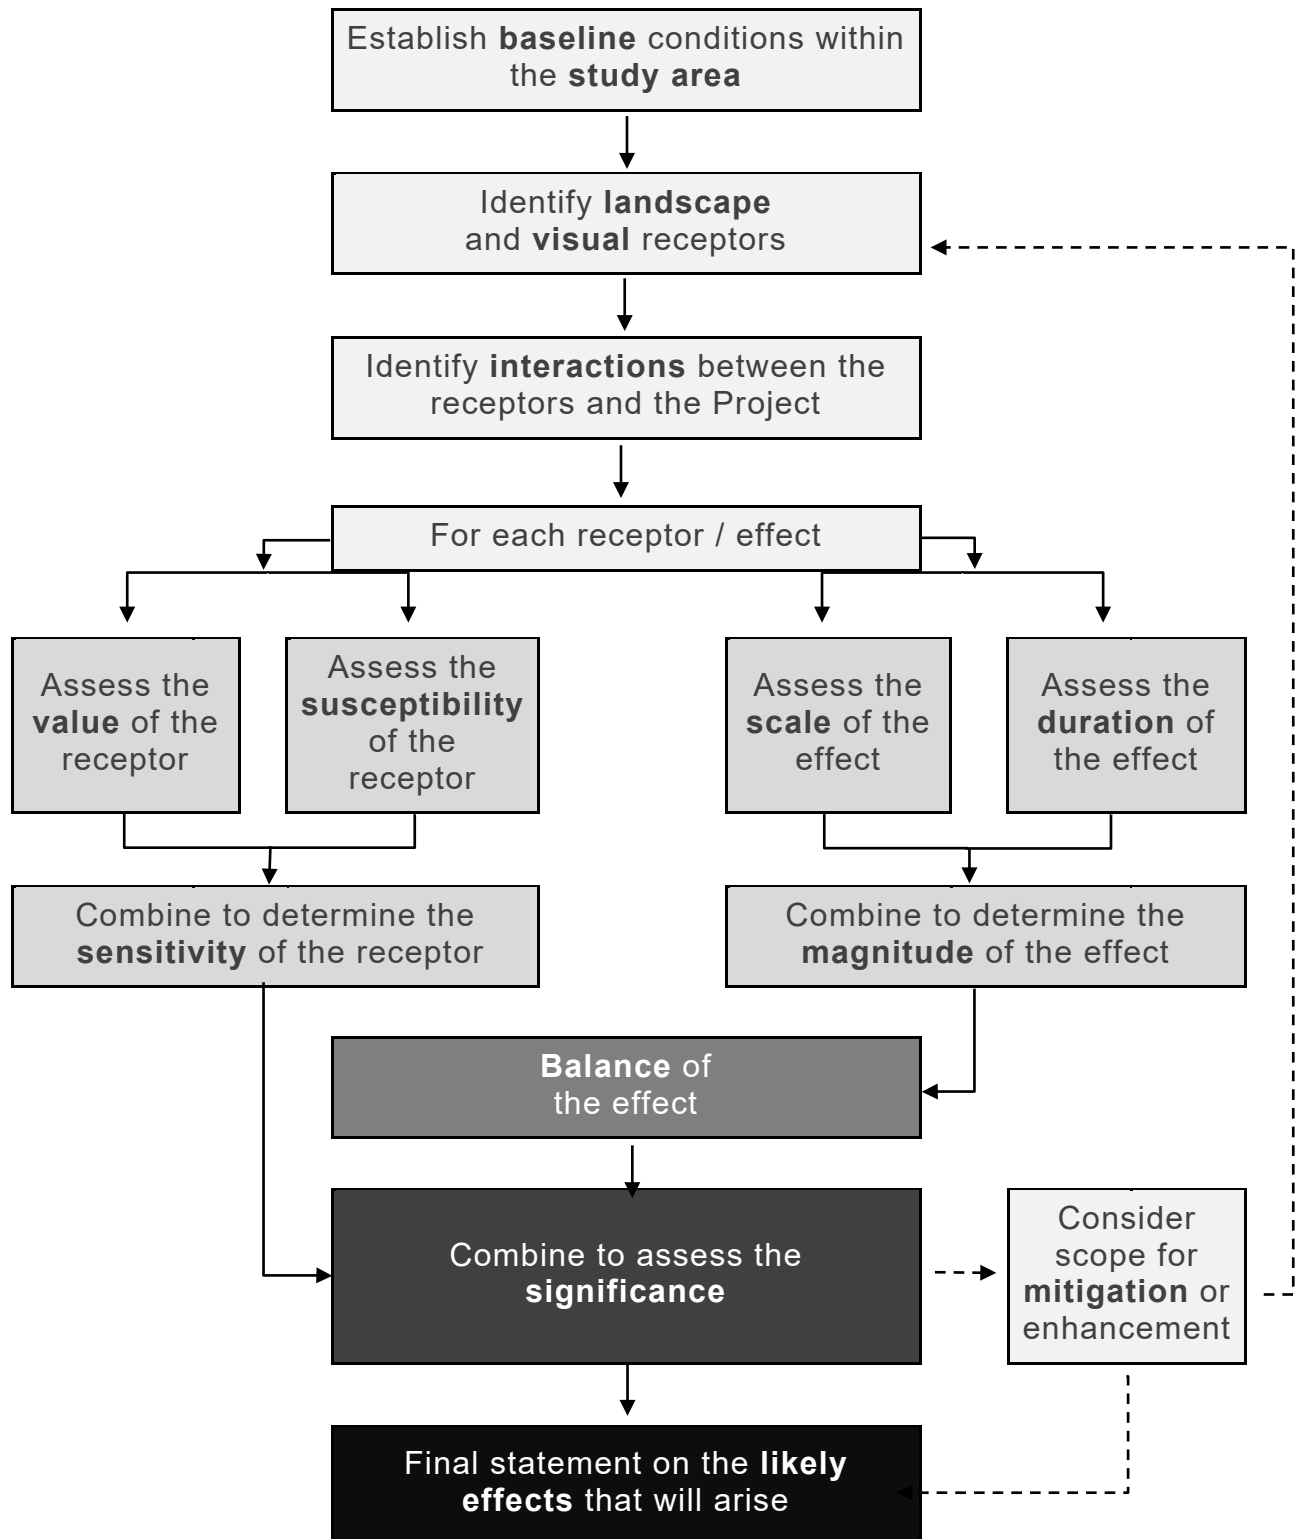 Establish baseline conditions within
the study area
Identify landscape
and visual receptors
Identify interactions between the
receptors and the Project
For each receptor / effect
Assess the
value of the
receptor
Assess the
susceptibility
of the
receptor
Assess the
scale of the
effect
Assess the
duration of
the effect
Combine to determine the
sensitivity of the receptor
Combine to determine the
magnitude of the effect
Balance of
the effect
Combine to assess the
significance
Consider
scope for
mitigation or
enhancement
Final statement on the likely
effects that will arise